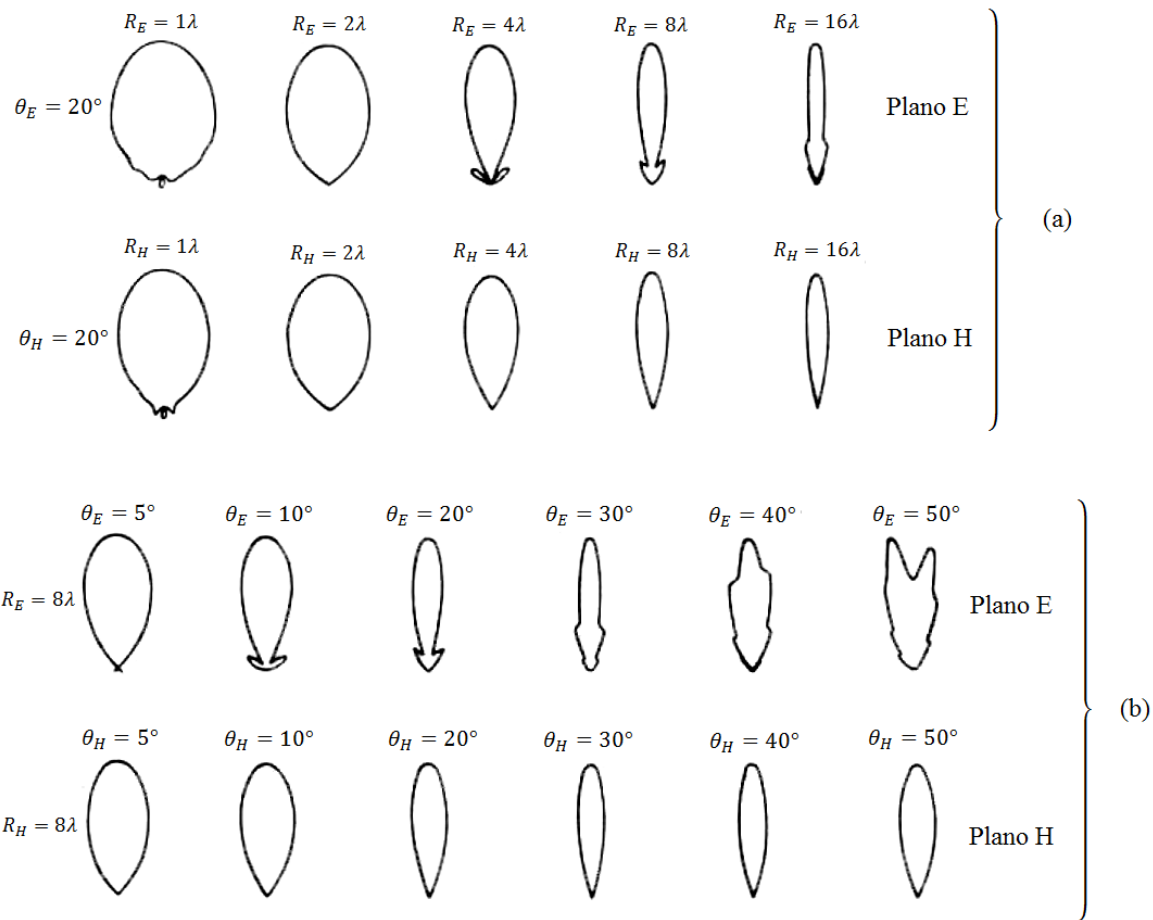 R_E = 1λ R_E = 2λ R_E = 4λ R_E = 8λ R_E = 16λ
θ_E = 20° Plano E
(a)
R_H = 1λ R_H = 2λ R_H = 4λ R_H = 8λ R_H = 16λ
θ_H = 20° Plano H
θ_E = 5° θ_E = 10° θ_E = 20° θ_E = 30° θ_E = 40° θ_E = 50°
R_E = 8λ Plano E
(b)
θ_H = 5° θ_H = 10° θ_H = 20° θ_H = 30° θ_H = 40° θ_H = 50°
R_H = 8λ Plano H